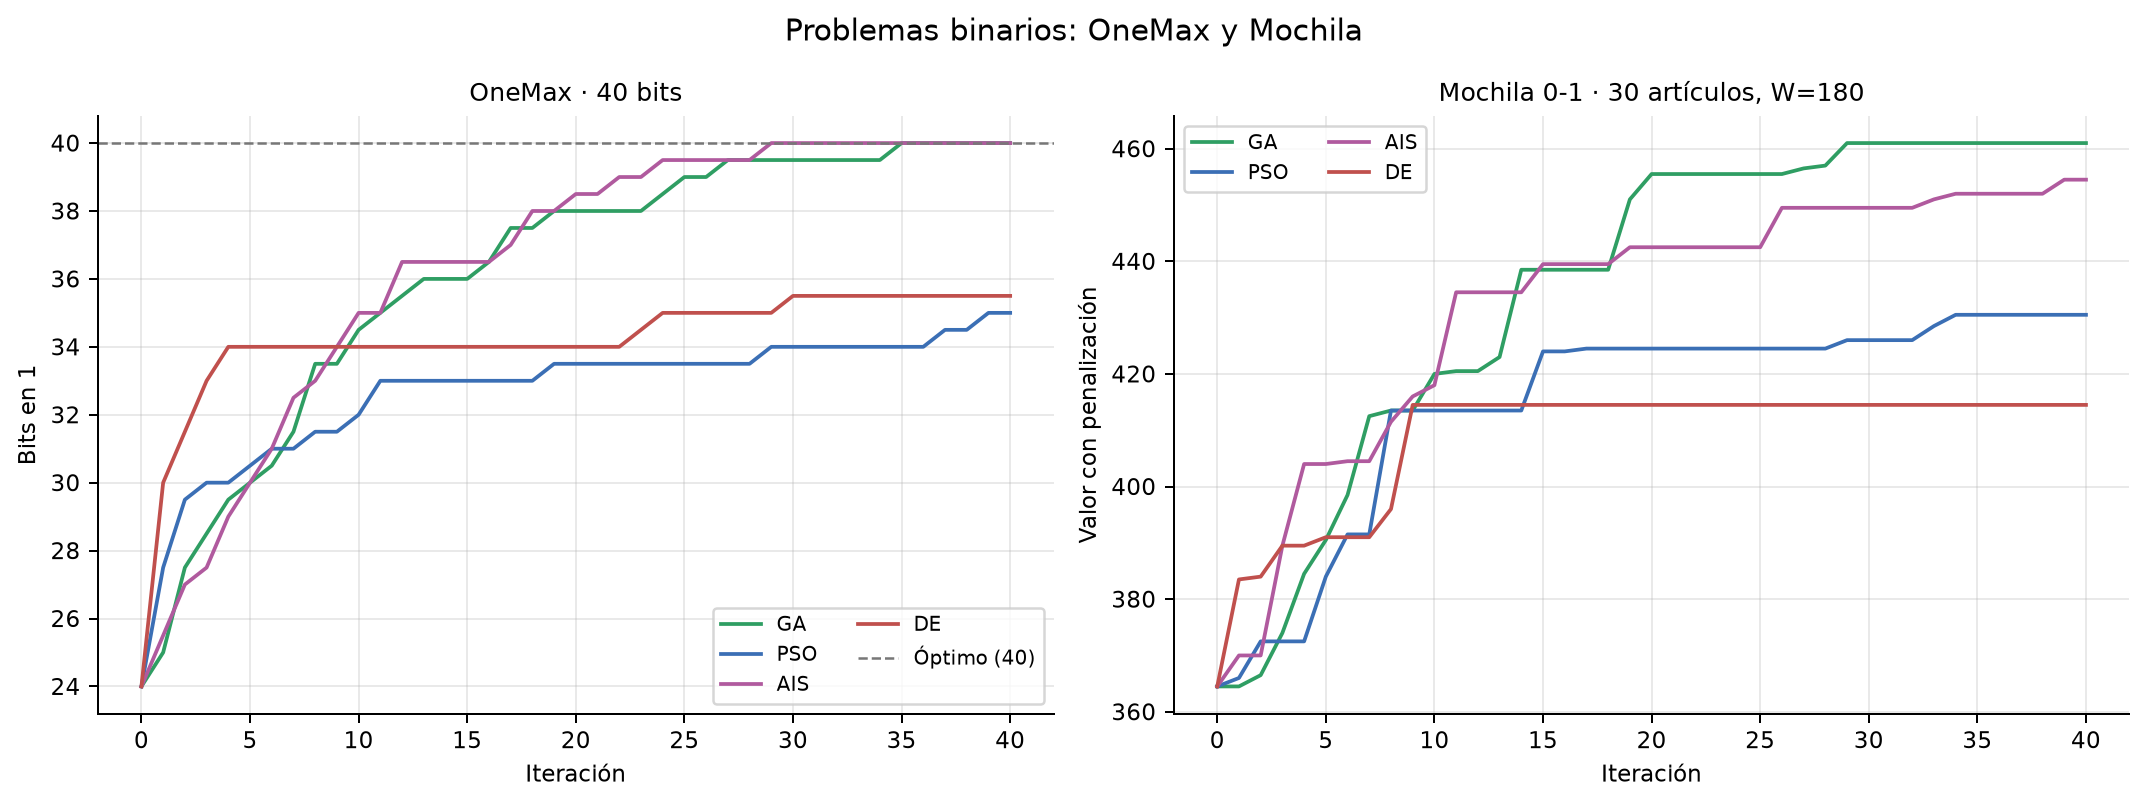 Problemas binarios: OneMax y Mochila
OneMax · 40 bits
Bits en 1
40
38
36
34
32
30
28
26
24
0 5 10 15 20 25 30 35 40
Iteración
GA
PSO
AIS
DE
Óptimo (40)
Mochila 0-1 · 30 artículos, W=180
Valor con penalización
460
440
420
400
380
360
0 5 10 15 20 25 30 35 40
Iteración
GA
PSO
AIS
DE